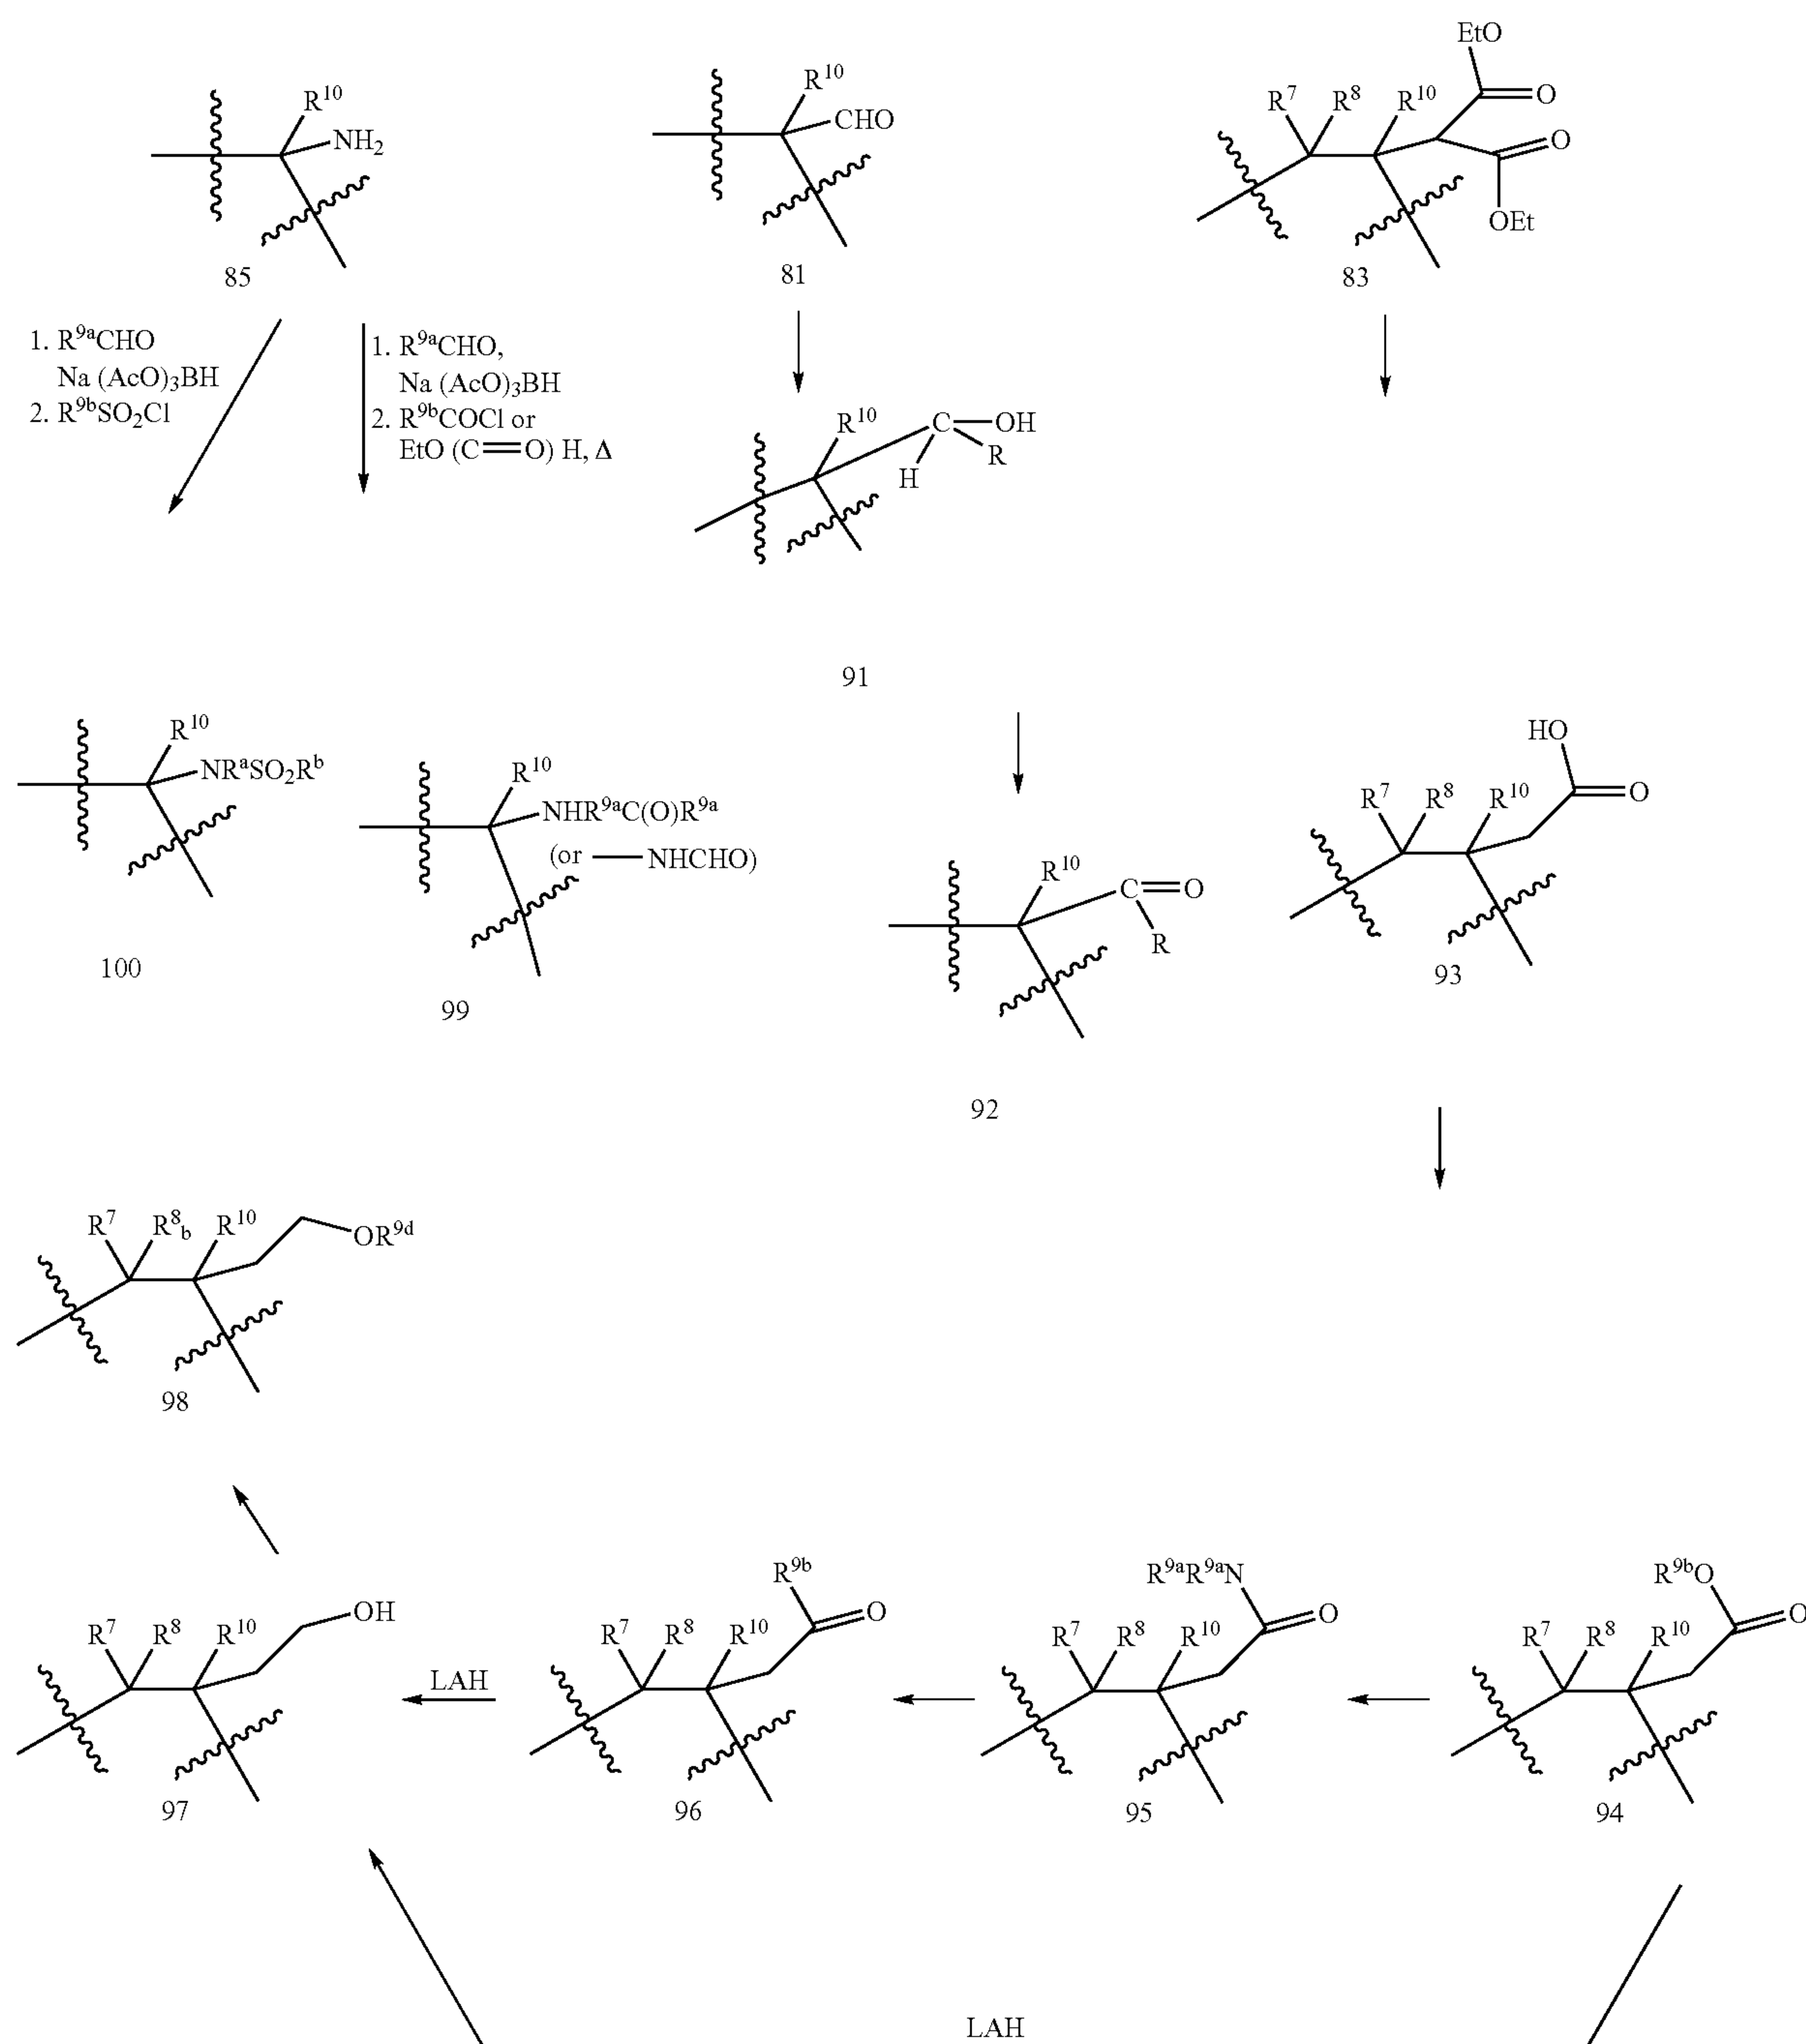 R¹⁰
NH₂
85
R¹⁰
CHO
81
EtO
R⁷ R⁸ R¹⁰
O
O
OEt
83
1. R⁹ᵃCHO
Na (AcO)₃BH
2. R⁹ᵇSO₂Cl
1. R⁹ᵃCHO,
Na (AcO)₃BH
2. R⁹ᵇCOCl or
EtO (C=O) H, Δ
R¹⁰
C
OH
H
R
91
R¹⁰
NRᵃSO₂Rᵇ
100
R¹⁰
NHR⁹ᵃC(O)R⁹ᵃ
(or — NHCHO)
99
R¹⁰
C=O
R
92
HO
O
R⁷ R⁸ R¹⁰
93
R⁷ R⁸b R¹⁰
OR⁹ᵈ
98
R⁷ R⁸ R¹⁰
OH
97
LAH
R⁹ᵇ
O
R⁷ R⁸ R¹⁰
96
R⁹ᵃR⁹ᵃN
O
R⁷ R⁸ R¹⁰
95
R⁹ᵇO
O
R⁷ R⁸ R¹⁰
94
LAH